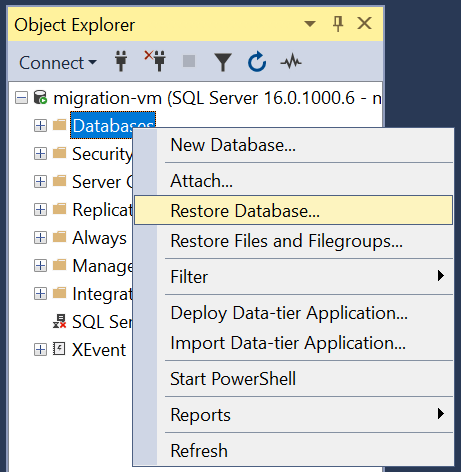 Object Explorer
Connect
migration-vm (SQL Server 16.0.1000.6 - n
Databases
Security
Server O
Replicat
Always
Manage
Integrat
SQL Ser
XEvent
New Database...
Attach...
Restore Database...
Restore Files and Filegroups...
Filter
Deploy Data-tier Application...
Import Data-tier Application...
Start PowerShell
Reports
Refresh